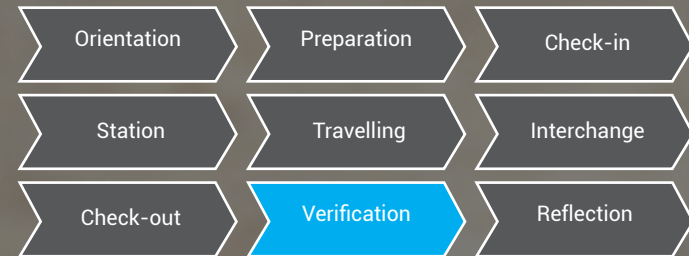 Orientation
Preparation
Check-in
Station
Travelling
Interchange
Check-out
Verification
Reflection